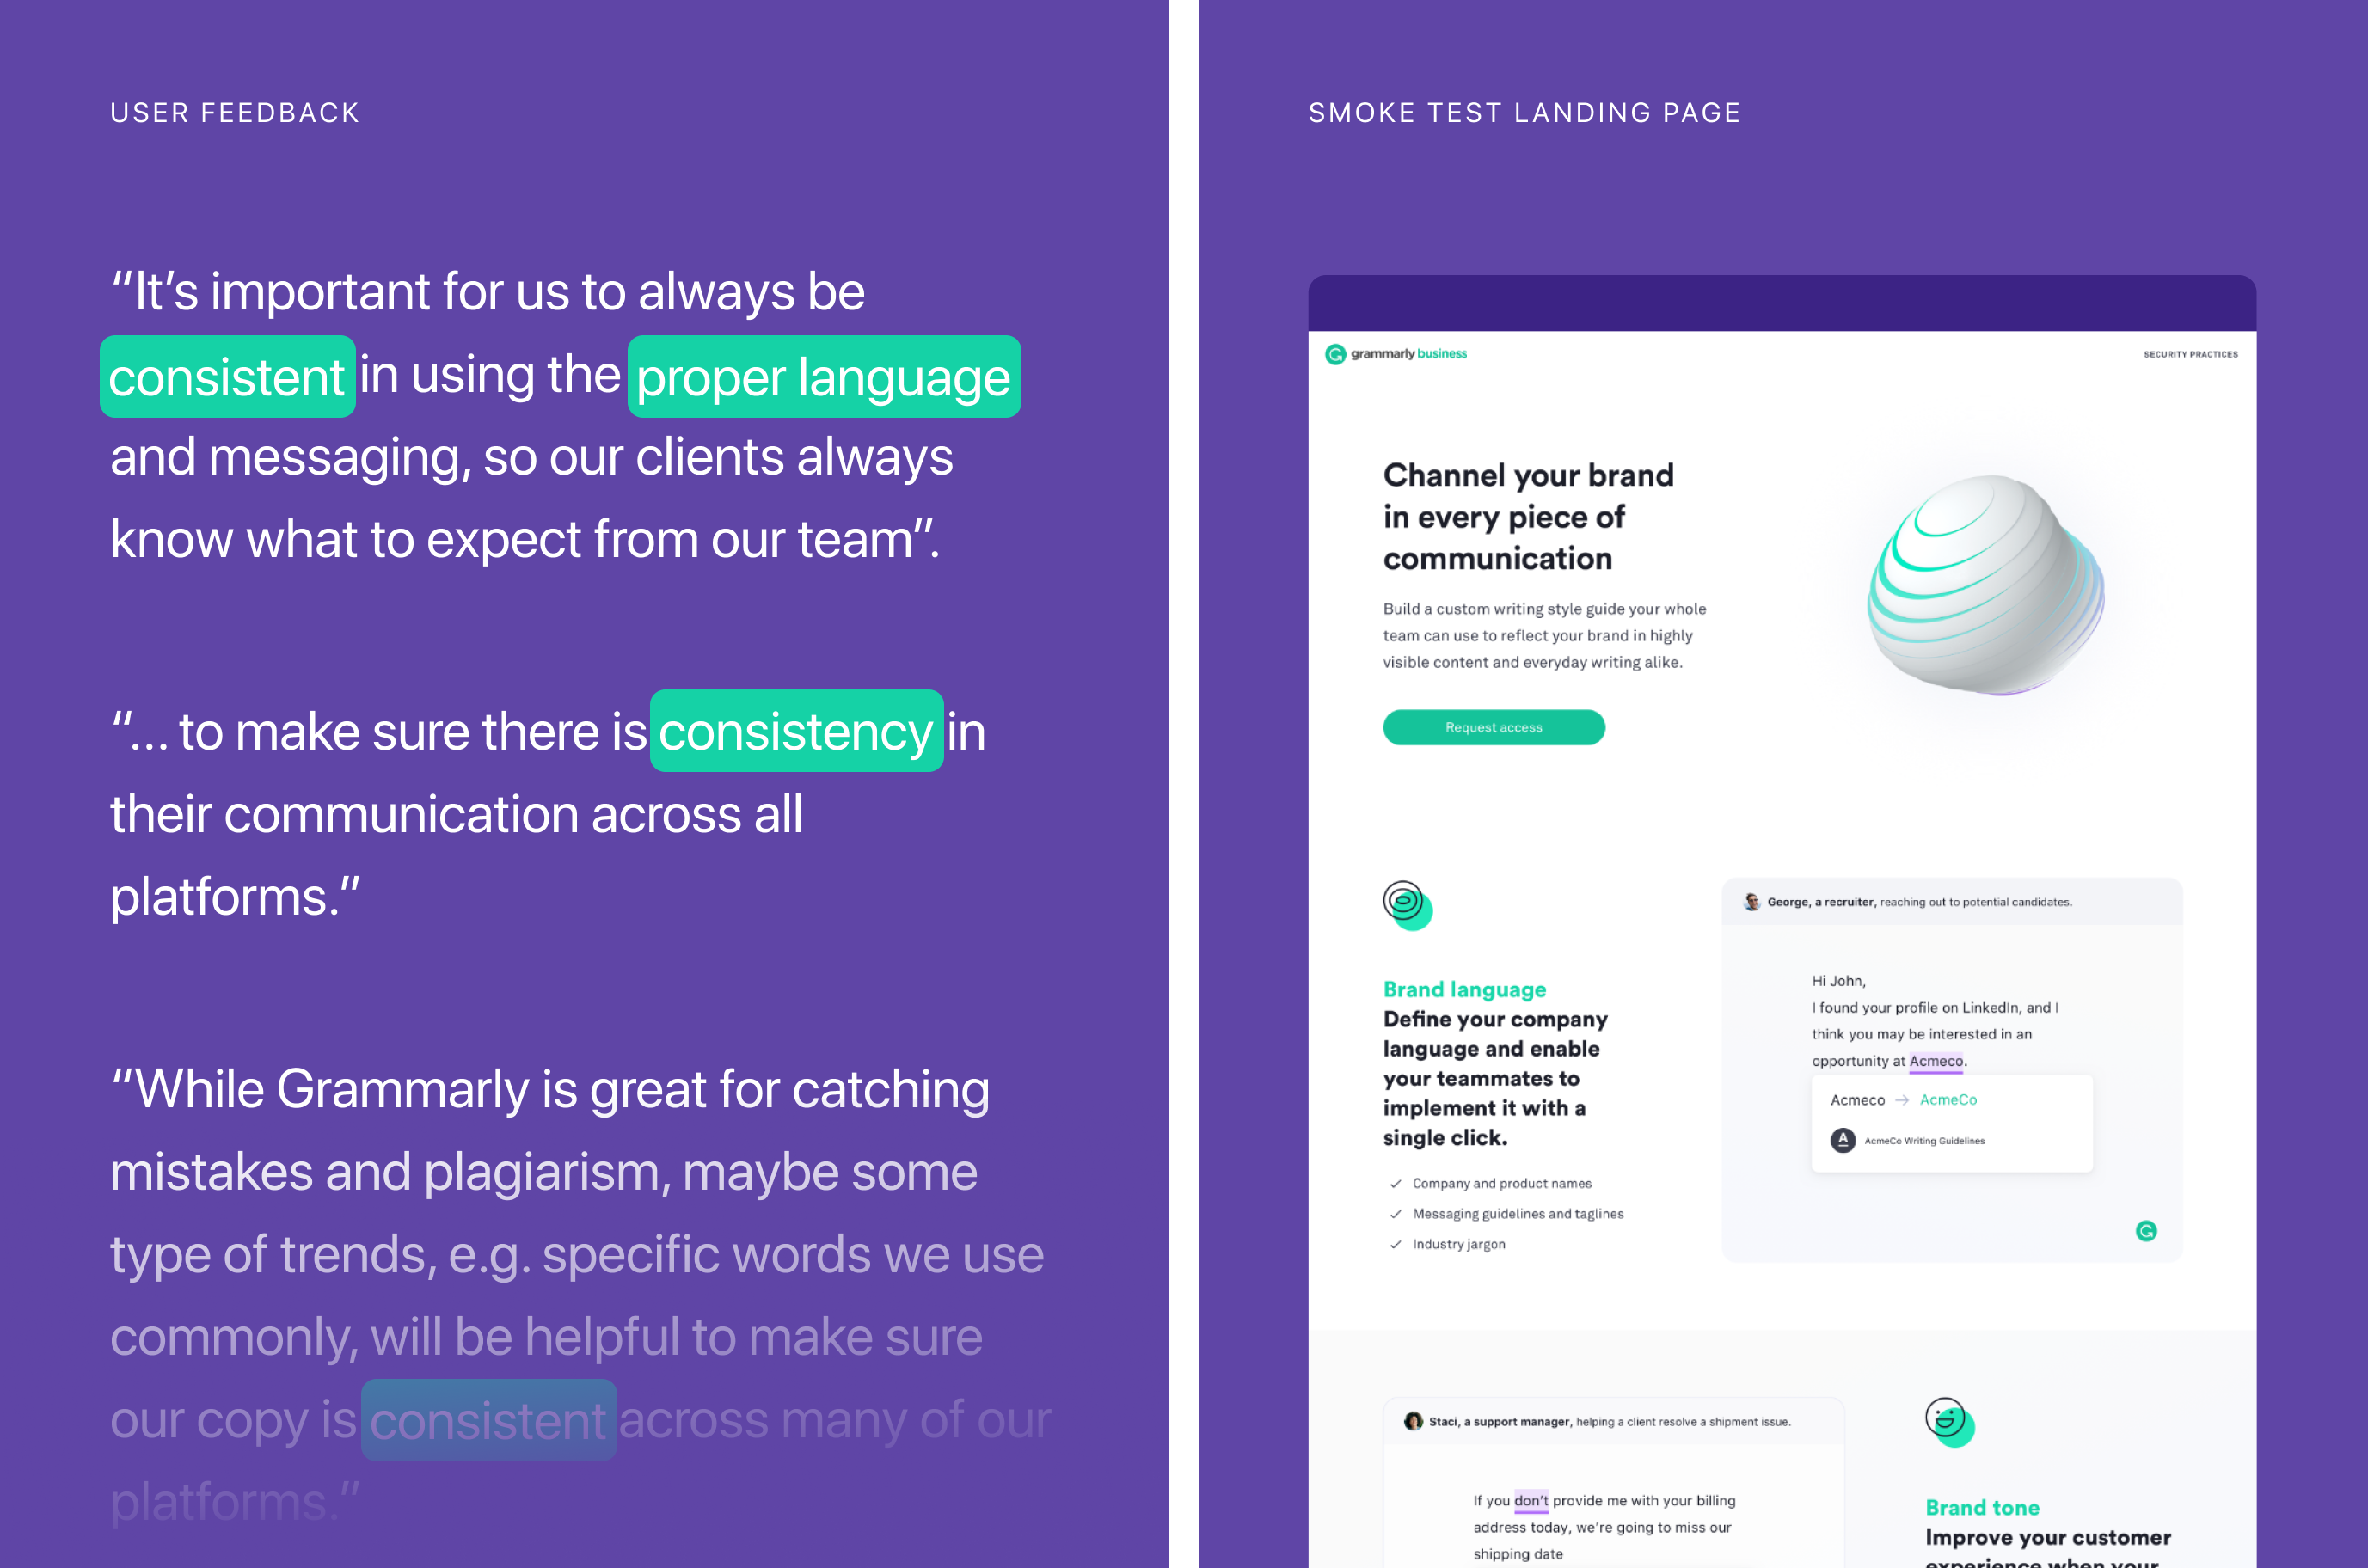 USER FEEDBACK
“It’s important for us to always be
consistent in using the proper language
and messaging, so our clients always
know what to expect from our team”.
“... to make sure there is consistency in
their communication across all
platforms.”
“While Grammarly is great for catching
mistakes and plagiarism, maybe some
type of trends, e.g. specific words we use
commonly, will be helpful to make sure
our copy is consistent across many of our
platforms.”
SMOKE TEST LANDING PAGE
grammarly business
SECURITY PRACTICES
Channel your brand
in every piece of
communication
Build a custom writing style guide your whole
team can use to reflect your brand in highly
visible content and everyday writing alike.
Request access
Brand language
Define your company
language and enable
your teammates to
implement it with a
single click.
Company and product names
Messaging guidelines and taglines
Industry jargon
George, a recruiter, reaching out to potential candidates.
Hi John,
I found your profile on LinkedIn, and I
think you may be interested in an
opportunity at Acmeco.
Acmeco → AcmeCo
A AcmeCo Writing Guidelines
Staci, a support manager, helping a client resolve a shipment issue.
If you don’t provide me with your billing
address today, we’re going to miss our
shipping date
Brand tone
Improve your customer
experience when your